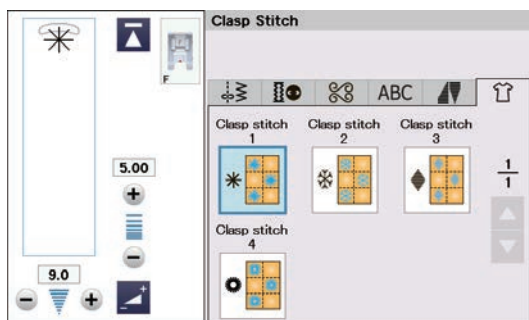 Clasp Stitch
F
ABC
Clasp stitch
1
Clasp stitch
2
Clasp stitch
3
5.00
1
1
Clasp stitch
4
9.0